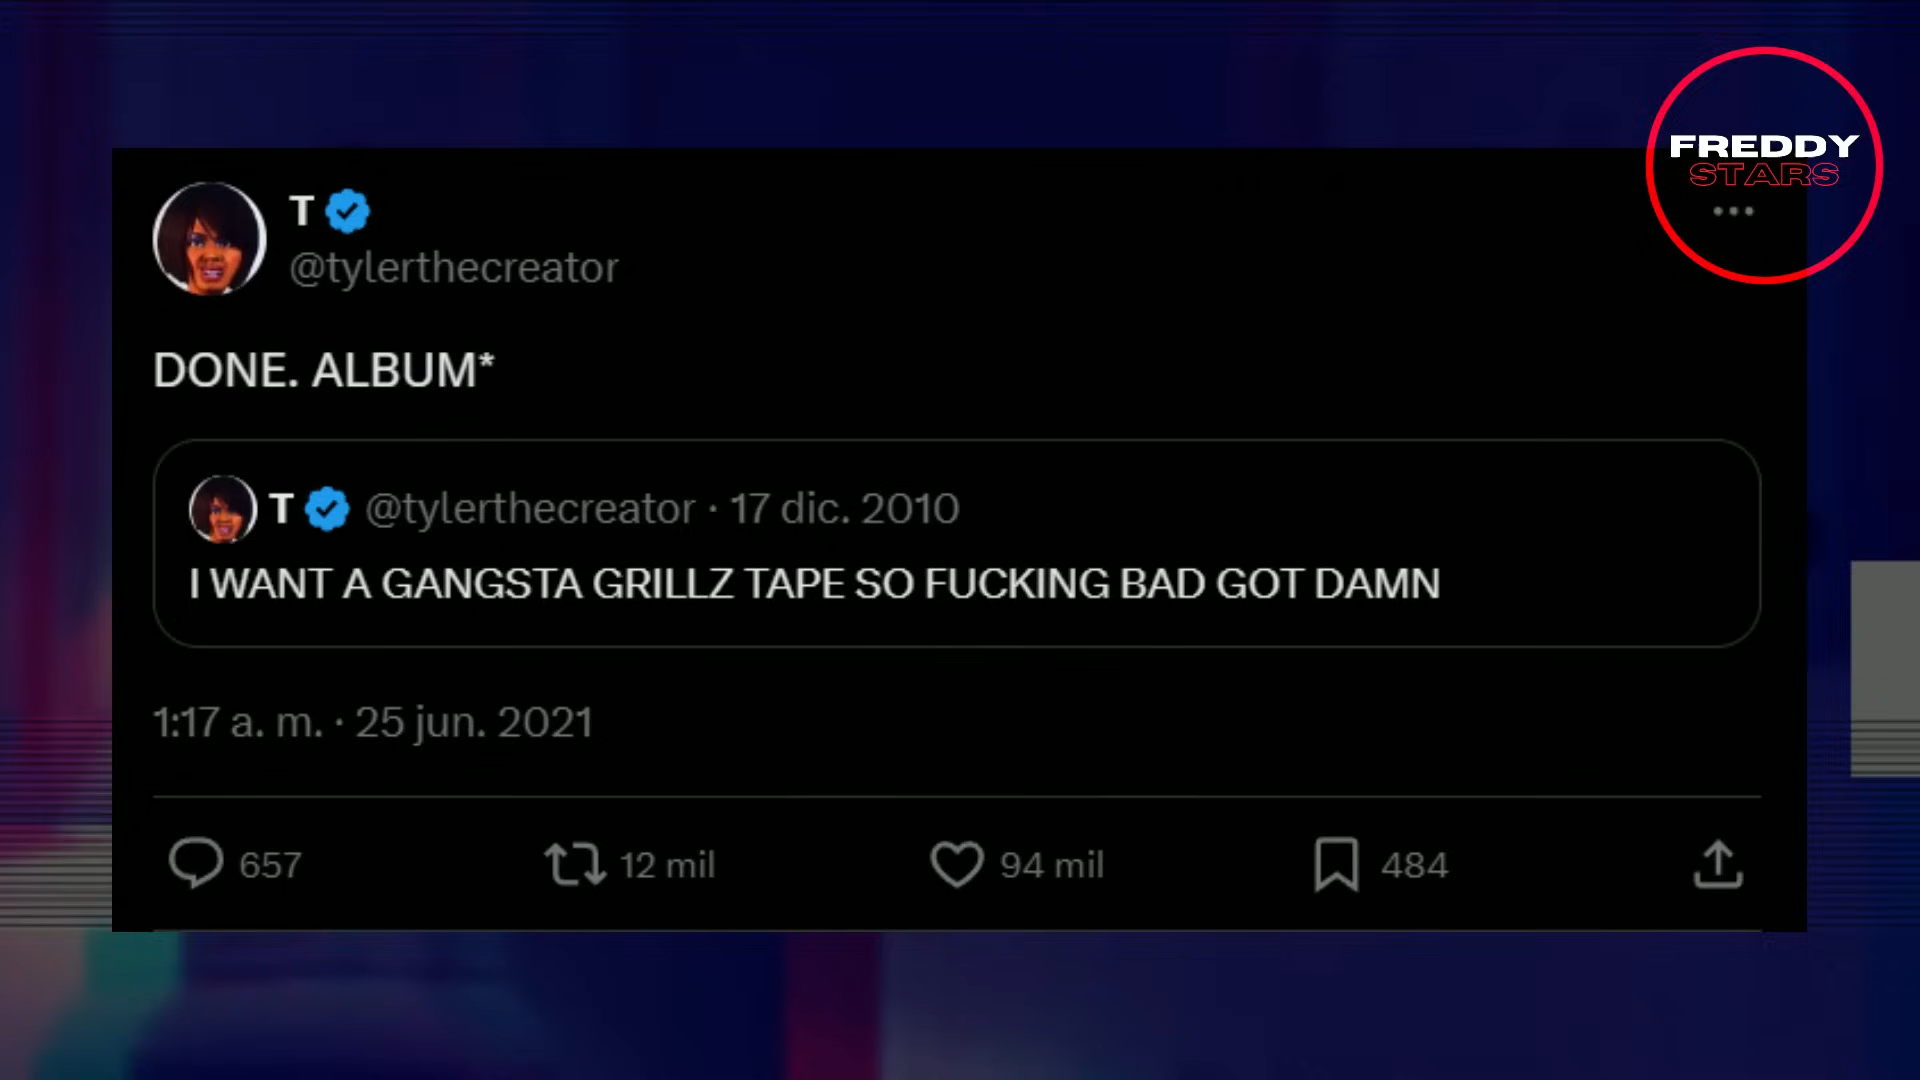 FREDDY
STARS
T
@tylerthecreator
DONE. ALBUM*
T @tylerthecreator · 17 dic. 2010
I WANT A GANGSTA GRILLZ TAPE SO FUCKING BAD GOT DAMN
1:17 a. m. · 25 jun. 2021
657 12 mil 94 mil 484